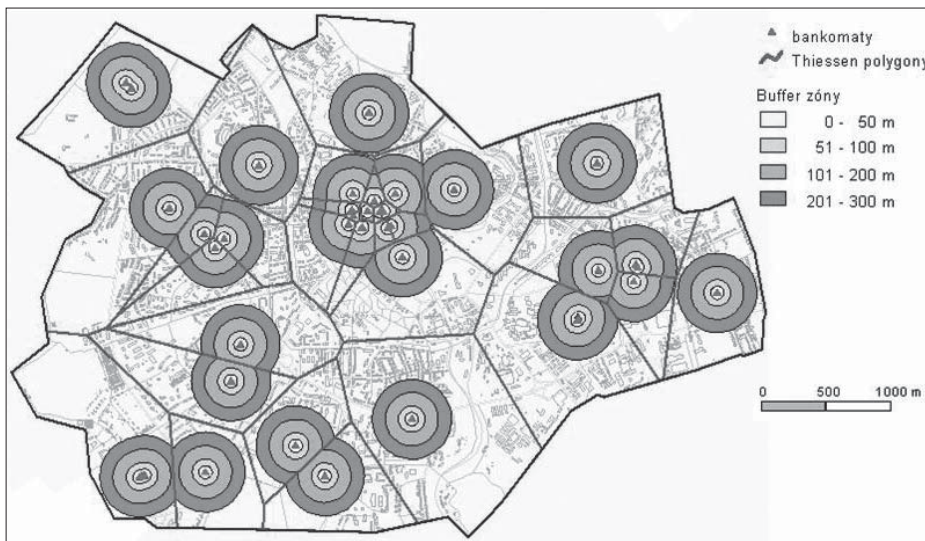 bankomaty
Thiessen polygony
Buffer zóny
0 - 50 m
51 - 100 m
101 - 200 m
201 - 300 m
0 500 1000 m